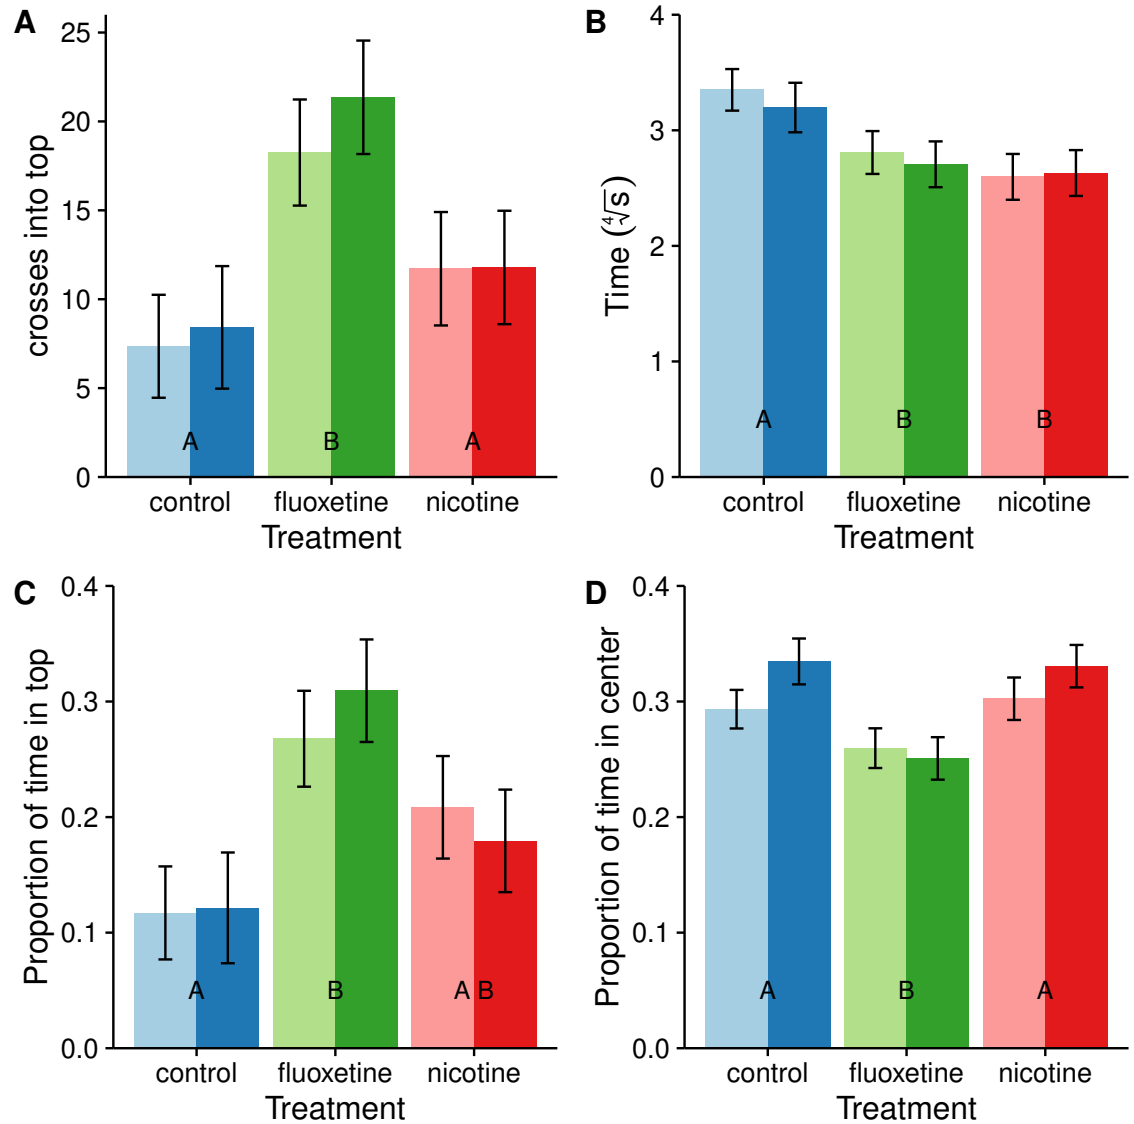 A
crosses into top
25
20
15
10
5
0
A
B
A
control
fluoxetine
nicotine
Treatment
B
Time (∜s)
4
3
2
1
0
A
B
B
control
fluoxetine
nicotine
Treatment
C
Proportion of time in top
0.4
0.3
0.2
0.1
0.0
A
B
A B
control
fluoxetine
nicotine
Treatment
D
Proportion of time in center
0.4
0.3
0.2
0.1
0.0
A
B
A
control
fluoxetine
nicotine
Treatment